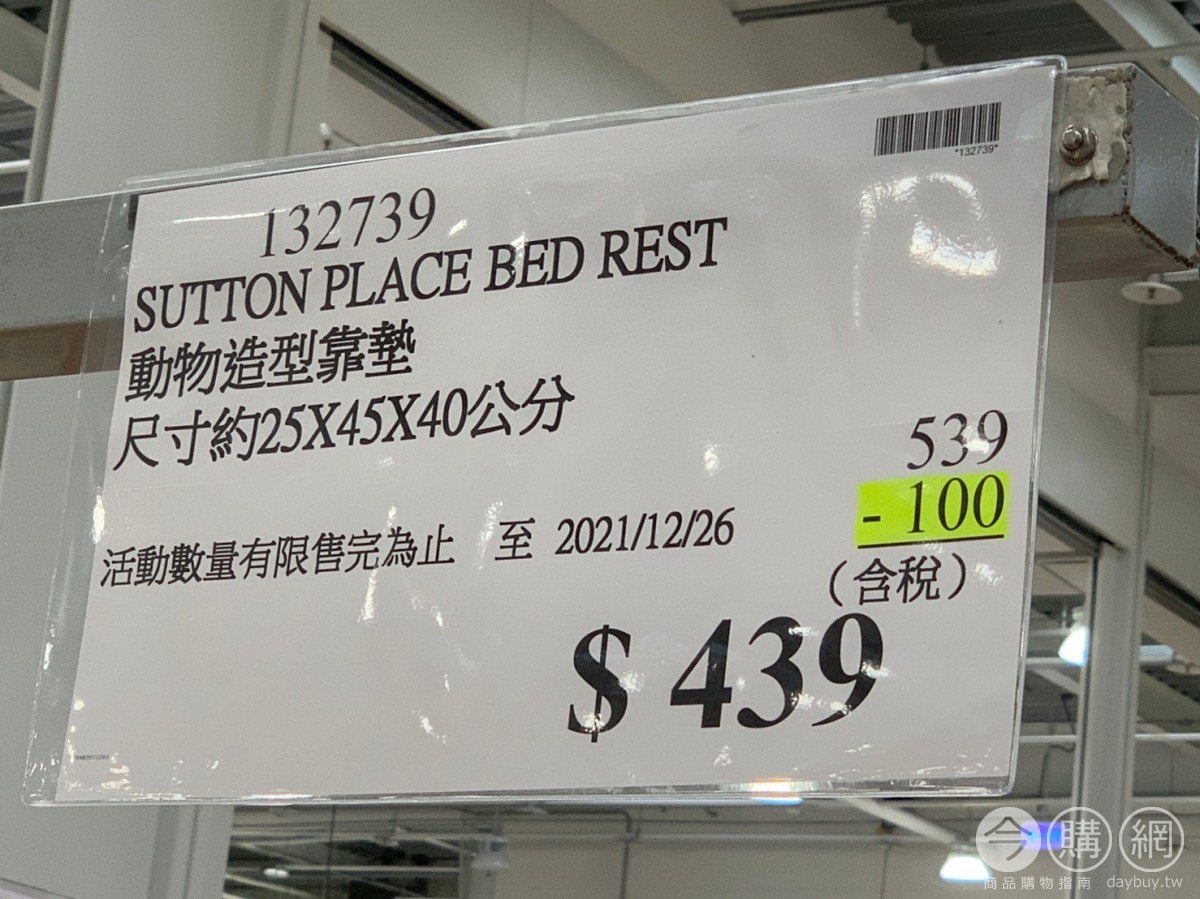 "132739"
132739
SUTTON PLACE BED REST
動物造型靠墊
尺寸約25X45X40公分
539
- 100
活動數量有限售完為止 至 2021/12/26
(含稅)
$ 439
今購網
商品購物指南 daybuy.tw